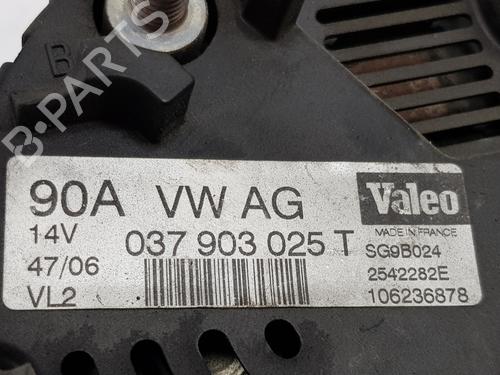 B+
B-PARTS
90A VW AG Valeo
14V 037 903 025 T MADE IN FRANCE
SG9B024
47/06 2542282E
VL2 106236878